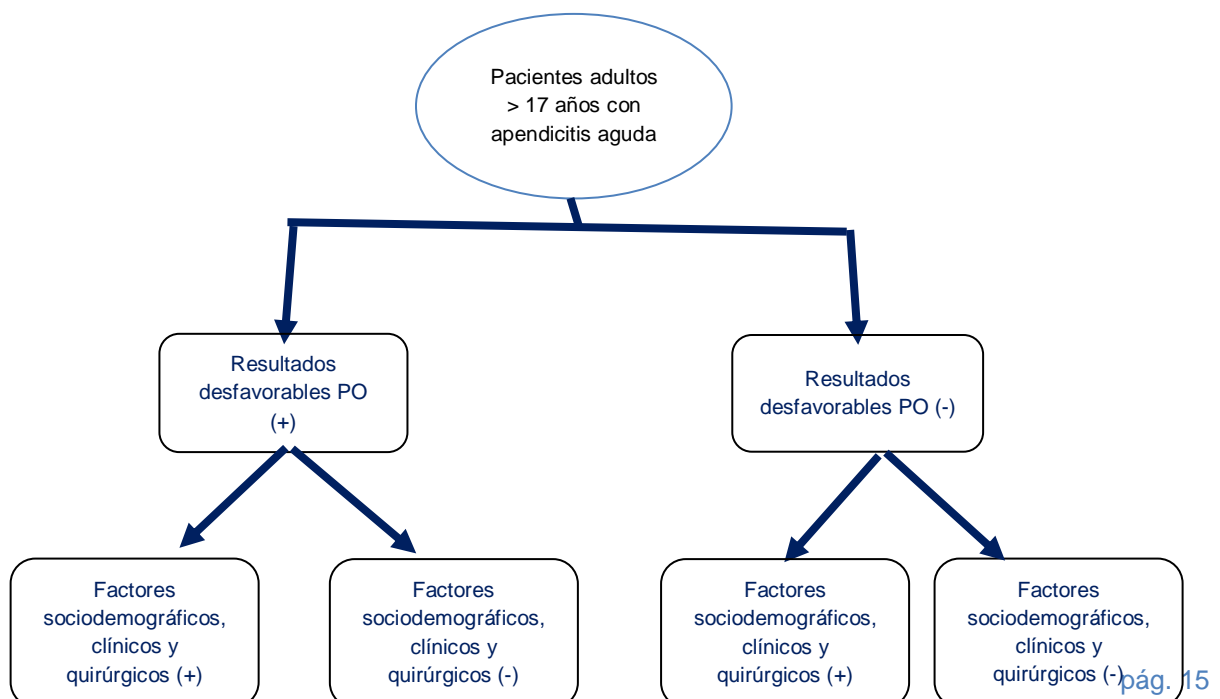 Pacientes adultos
> 17 años con
apendicitis aguda
Resultados
desfavorables PO
(+)
Resultados
desfavorables PO (-)
Factores
sociodemográficos,
clínicos y
quirúrgicos (+)
Factores
sociodemográficos,
clínicos y
quirúrgicos (-)
Factores
sociodemográficos,
clínicos y
quirúrgicos (+)
Factores
sociodemográficos,
clínicos y
quirúrgicos (-)
pág. 15